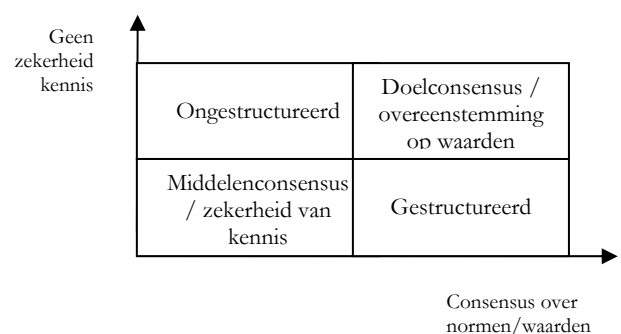 Geen
zekerheid
kennis
Ongestructureerd
Doelconsensus /
overeenstemming
op waarden
Middelenconsensus
/ zekerheid van
kennis
Gestructureerd
Consensus over
normen/waarden